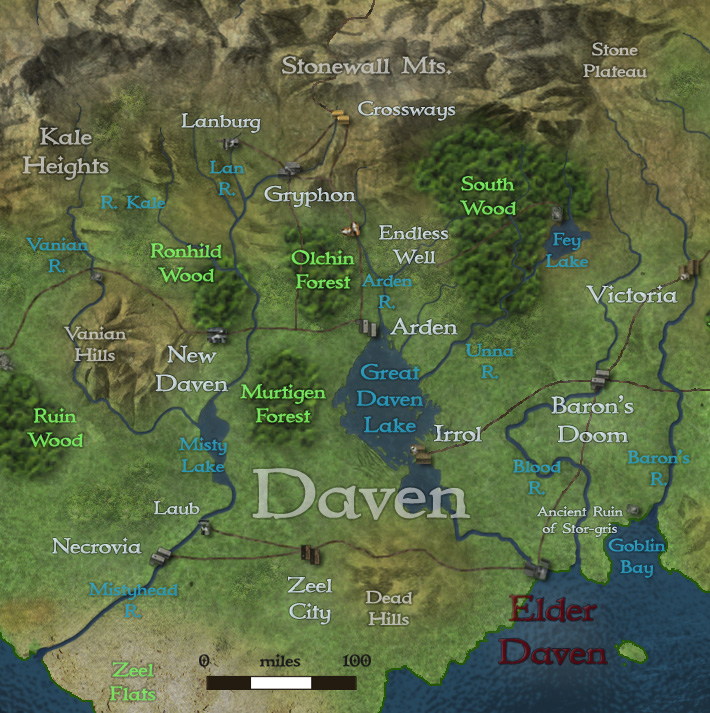 Stone
Plateau
Stonewall Mts.
Crossways
Lanburg
Kale
Heights
Lan
R.
Gryphon
South
Wood
R. Kale
Endless
Well
Fey
Lake
Vanian
R.
Ronhild
Wood
Olchin
Forest
Arden
R.
Victoria
Arden
Vanian
Hills
New
Daven
Unna
R.
Great
Daven
Lake
Murtigen
Forest
Baron's
Doom
Ruin
Wood
Irrol
Misty
Lake
Blood
R.
Baron's
R.
Daven
Laub
Ancient Ruin
of Stor-gris
Necrovia
Goblin
Bay
Zeel
City
Dead
Hills
Mistyhead
R.
Elder
Daven
Zeel
Flats
0 miles 100